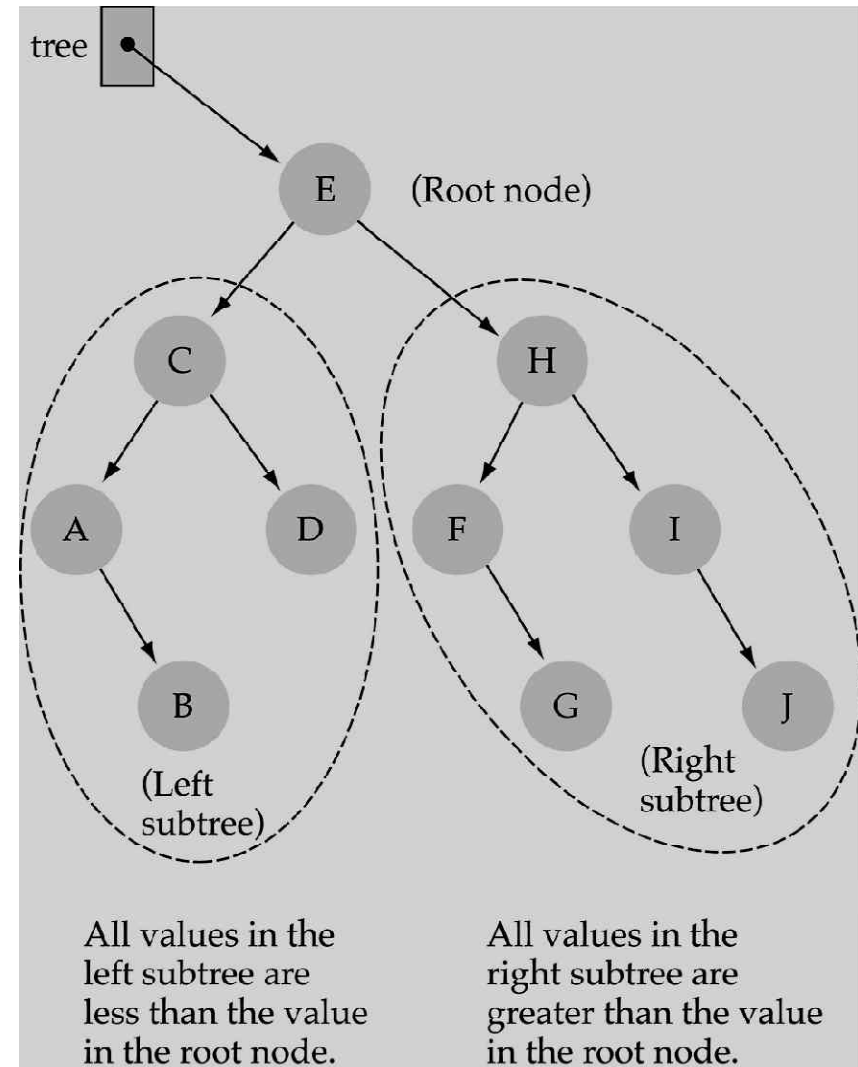 tree
E
(Root node)
C
H
A
D
F
I
B
G
J
(Left
subtree)
(Right
subtree)
All values in the
left subtree are
less than the value
in the root node.
All values in the
right subtree are
greater than the value
in the root node.